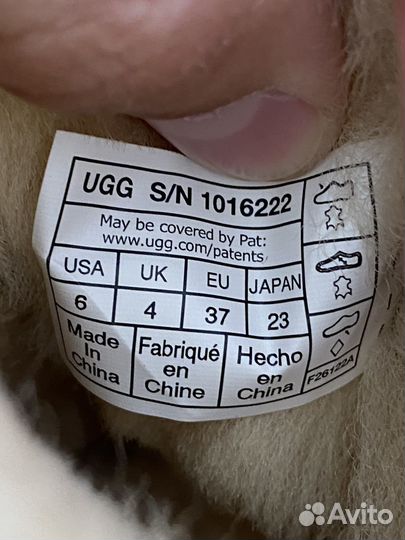 UGG S/N 1016222
May be covered by Pat:
www.ugg.com/patents
USA UK EU JAPAN
6 4 37 23
Made in China
Fabriqué en Chine
Hecho en China
F26122A
Avito